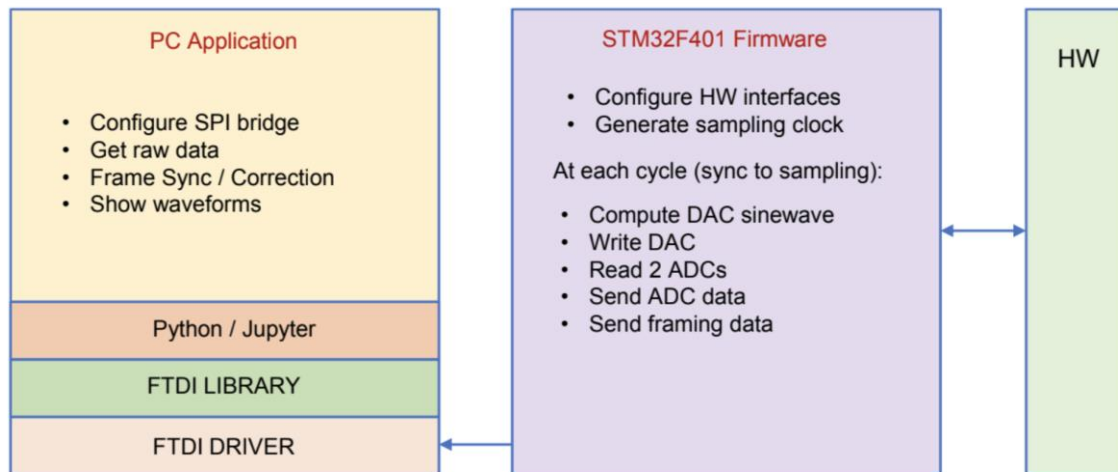 PC Application
• Configure SPI bridge
• Get raw data
• Frame Sync / Correction
• Show waveforms
Python / Jupyter
FTDI LIBRARY
FTDI DRIVER
STM32F401 Firmware
• Configure HW interfaces
• Generate sampling clock
At each cycle (sync to sampling):
• Compute DAC sinewave
• Write DAC
• Read 2 ADCs
• Send ADC data
• Send framing data
HW